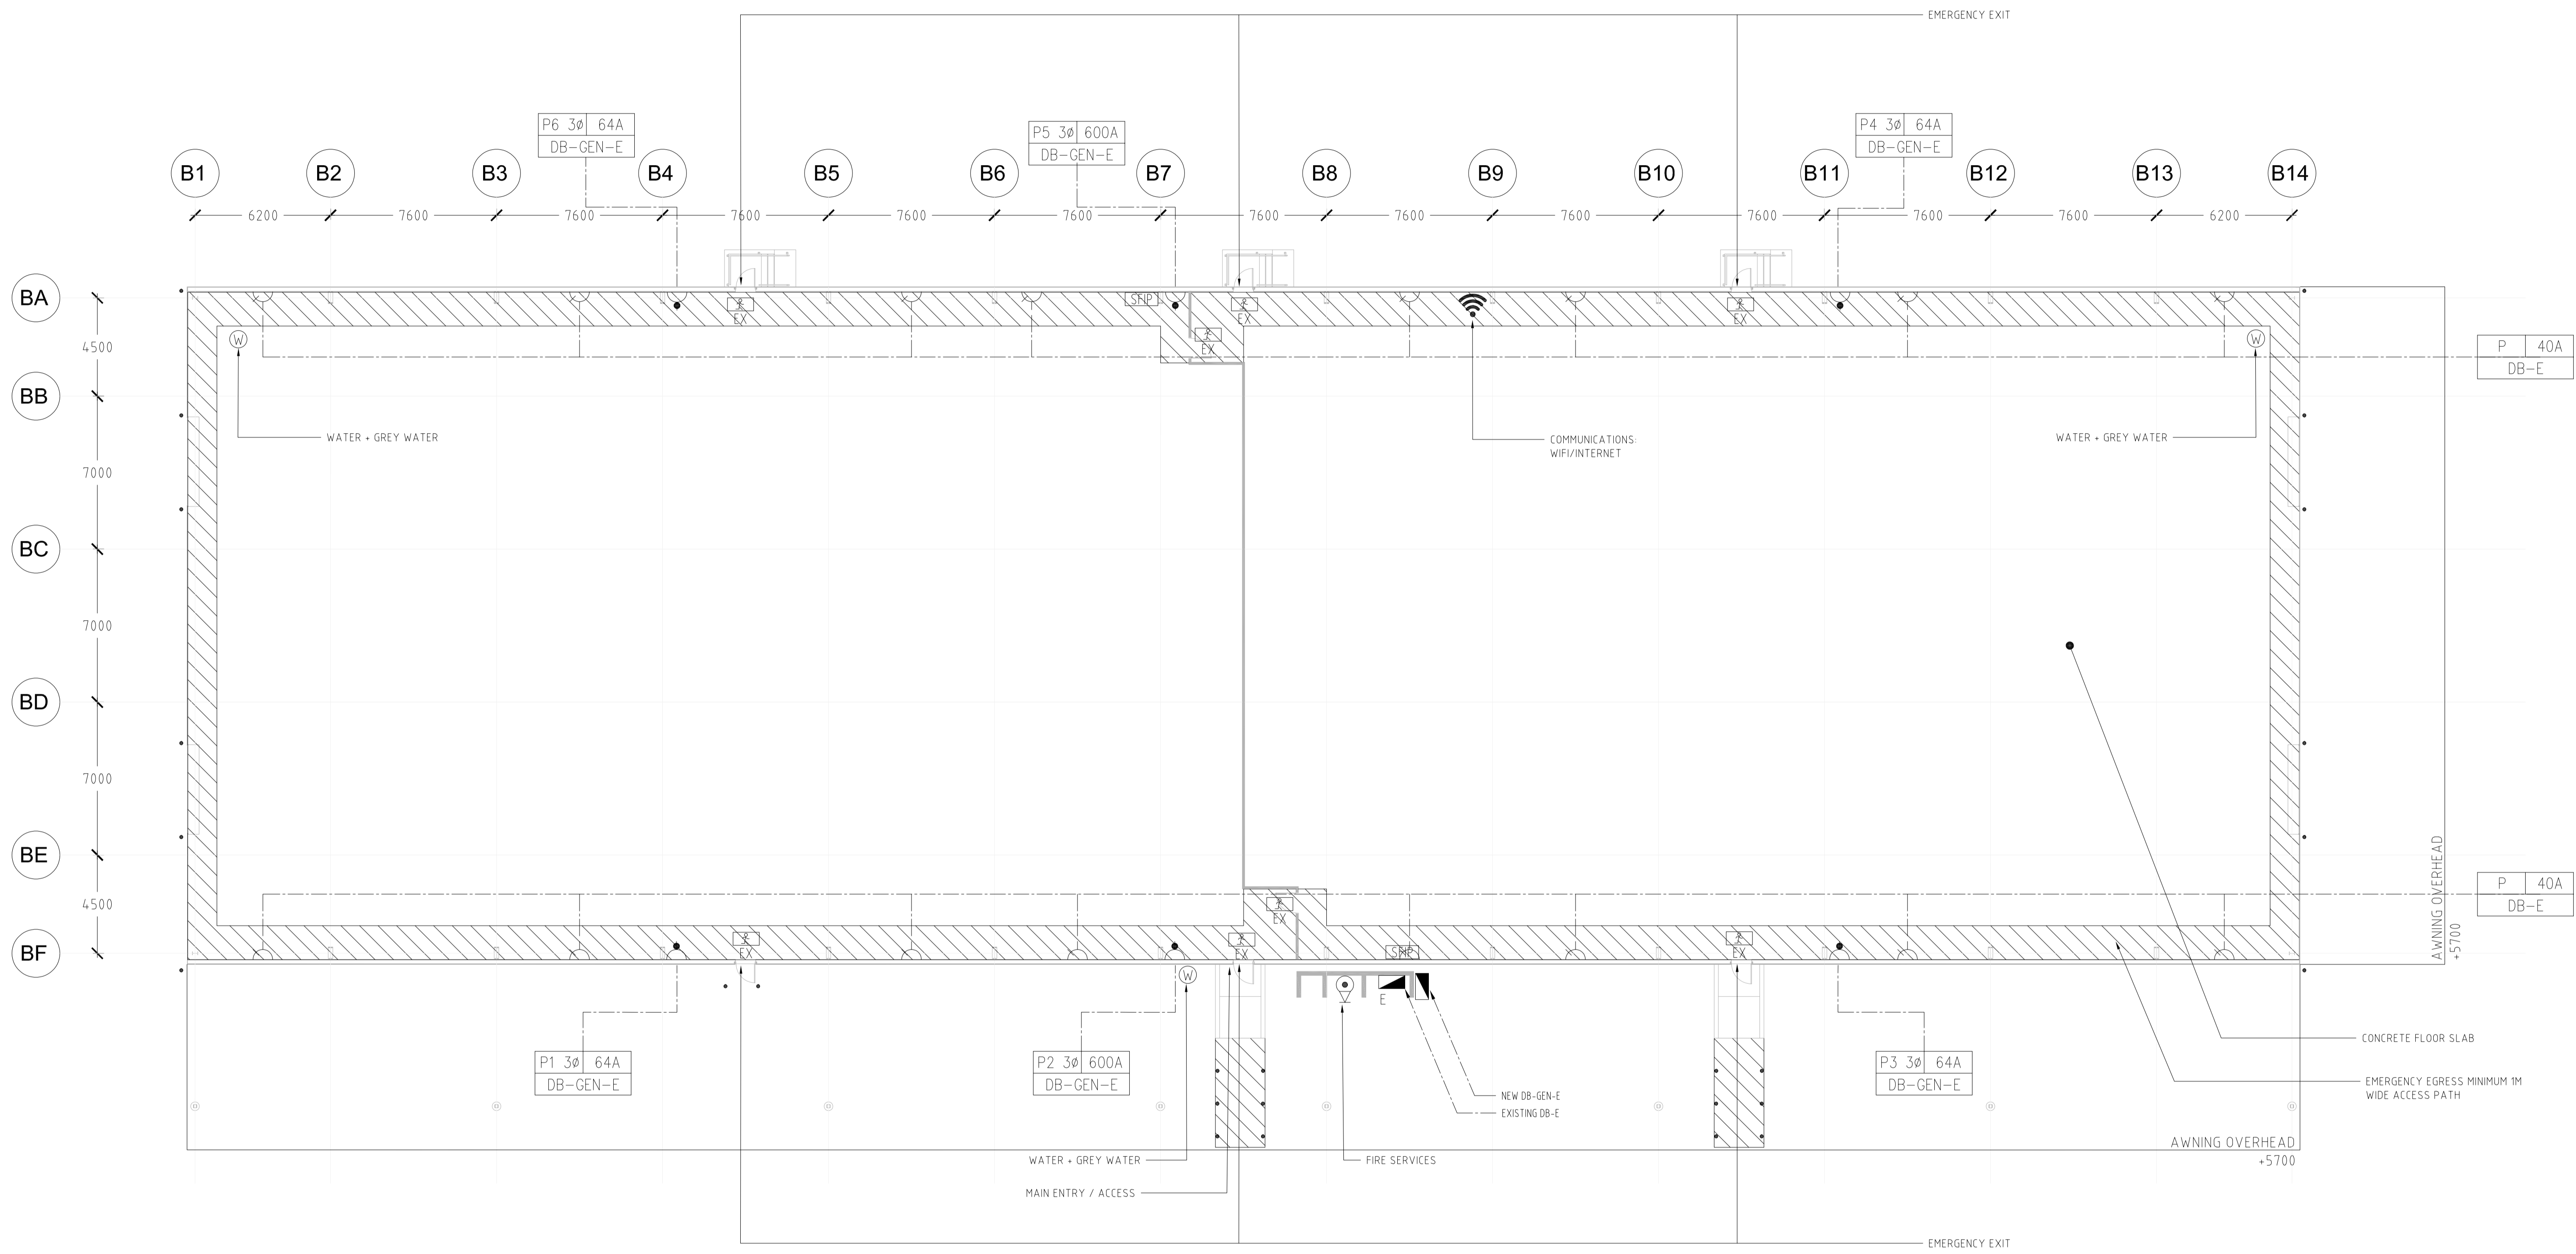 EMERGENCY EXIT
P6 3ø 64A
DB-GEN-E
P5 3ø 600A
DB-GEN-E
P4 3ø 64A
DB-GEN-E
B1 B2 B3 B4 B5 B6 B7 B8 B9 B10 B11 B12 B13 B14
6200 7600 7600 7600 7600 7600 7600 7600 7600 7600 7600 7600 6200
BA
SFIP
EX EX EX
EX
W W
4500
P 40A
DB-E
BB
WATER + GREY WATER
COMMUNICATIONS:
WIFI/INTERNET
WATER + GREY WATER
7000
BC
7000
BD
7000
BE
4500
P 40A
DB-E
AWNING OVERHEAD
+5700
EX
BF
EX EX EX
SFIP
W
E
P1 3ø 64A
DB-GEN-E
P2 3ø 600A
DB-GEN-E
P3 3ø 64A
DB-GEN-E
CONCRETE FLOOR SLAB
EMERGENCY EGRESS MINIMUM 1M
WIDE ACCESS PATH
NEW DB-GEN-E
EXISTING DB-E
AWNING OVERHEAD
+5700
WATER + GREY WATER
FIRE SERVICES
MAIN ENTRY / ACCESS
EMERGENCY EXIT